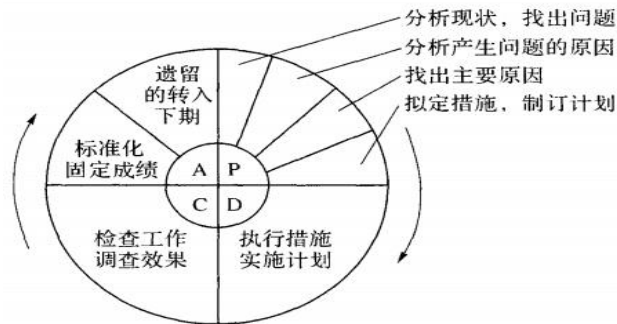 分析现状，找出问题
分析产生问题的原因
找出主要原因
拟定措施，制订计划
遗留
的转入
下期
标准化
固定成绩
A P
C D
检查工作
调查效果
执行措施
实施计划